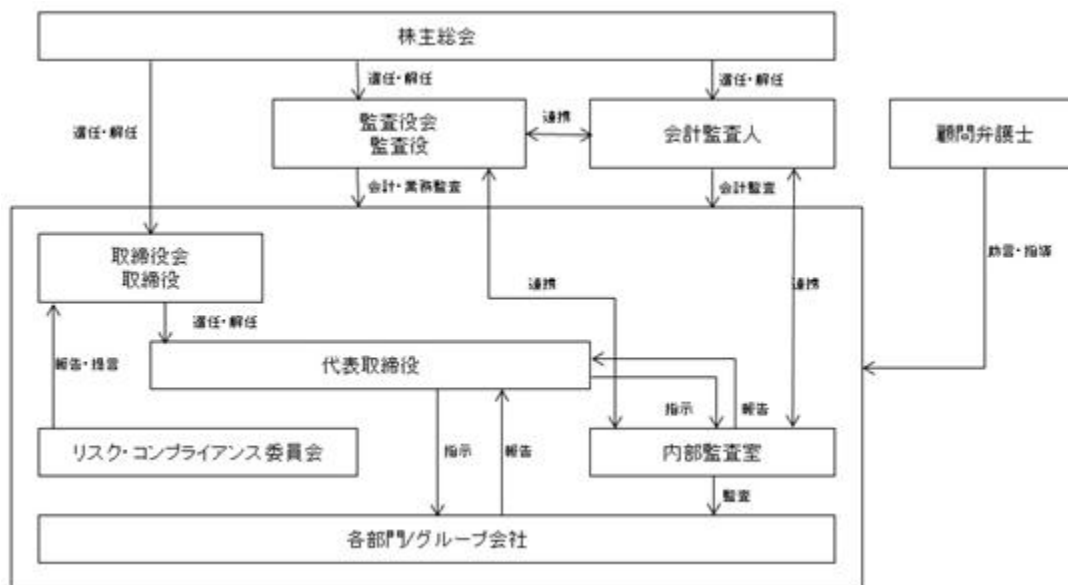 株主総会
選任・解任
選任・解任
選任・解任
監査役会
監査役
連携
会計監査人
顧問弁護士
会計・業務監査
会計監査
取締役会
取締役
助言・指導
連携
連携
選任・解任
報告・提言
代表取締役
指示
報告
リスク・コンプライアンス委員会
指示
報告
内部監査室
監査
各部門/グループ会社